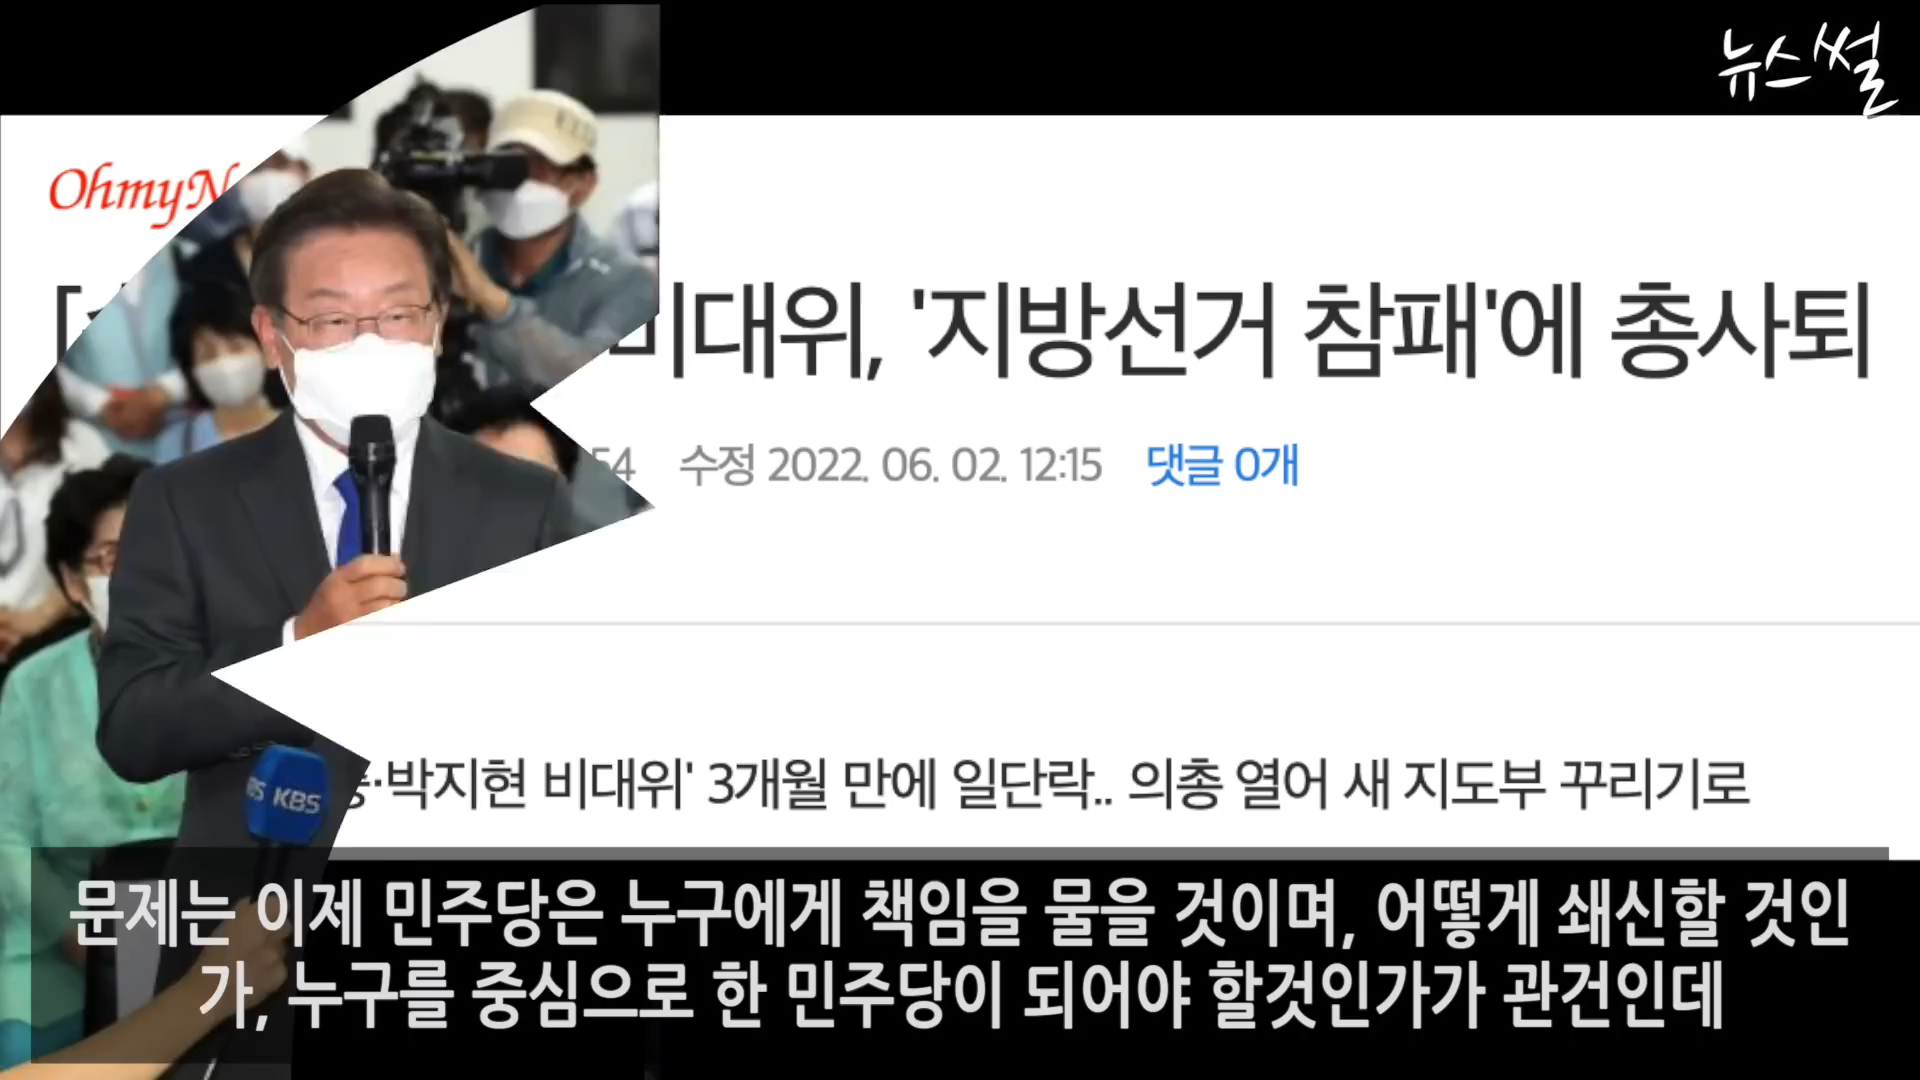 뉴스썰
OhmyN
비대위, '지방선거 참패'에 총사퇴
54 수정 2022. 06. 02. 12:15 댓글 0개
·박지현 비대위' 3개월 만에 일단락.. 의총 열어 새 지도부 꾸리기로
KBS
문제는 이제 민주당은 누구에게 책임을 물을 것이며, 어떻게 쇄신할 것인
가, 누구를 중심으로 한 민주당이 되어야 할것인가가 관건인데